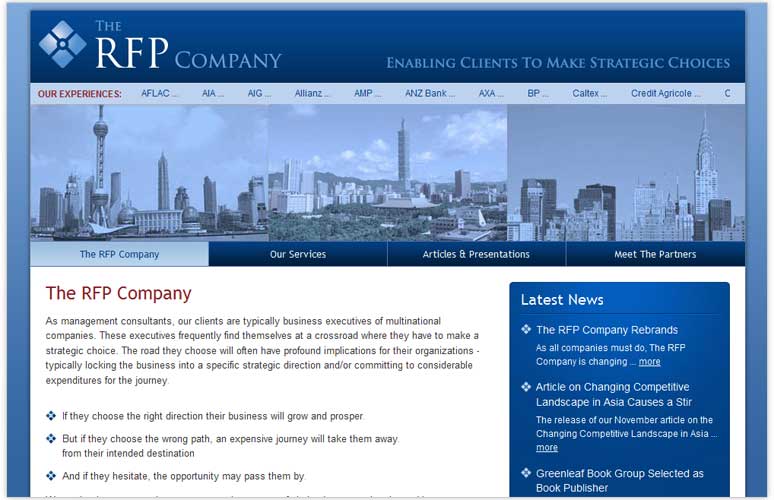 THE
RFP COMPANY
ENABLING CLIENTS TO MAKE STRATEGIC CHOICES
OUR EXPERIENCES: AFLAC ... AIA ... AIG ... Allianz ... AMP ... ANZ Bank ... AXA ... BP ... Caltex ... Credit Agricole ... C
The RFP Company Our Services Articles & Presentations Meet The Partners
The RFP Company
As management consultants, our clients are typically business executives of multinational
companies. These executives frequently find themselves at a crossroad where they have to make a
strategic choice. The road they choose will often have profound implications for their organizations -
typically locking the business into a specific strategic direction and/or committing to considerable
expenditures for the journey.
If they choose the right direction their business will grow and prosper.
But if they choose the wrong path, an expensive journey will take them away.
from their intended destination
And if they hesitate, the opportunity may pass them by.
Latest News
The RFP Company Rebrands
As all companies must do, The RFP
Company is changing ... more
Article on Changing Competitive
Landscape in Asia Causes a Stir
The release of our November article on the
Changing Competitive Landscape in Asia ...
more
Greenleaf Book Group Selected as
Book Publisher